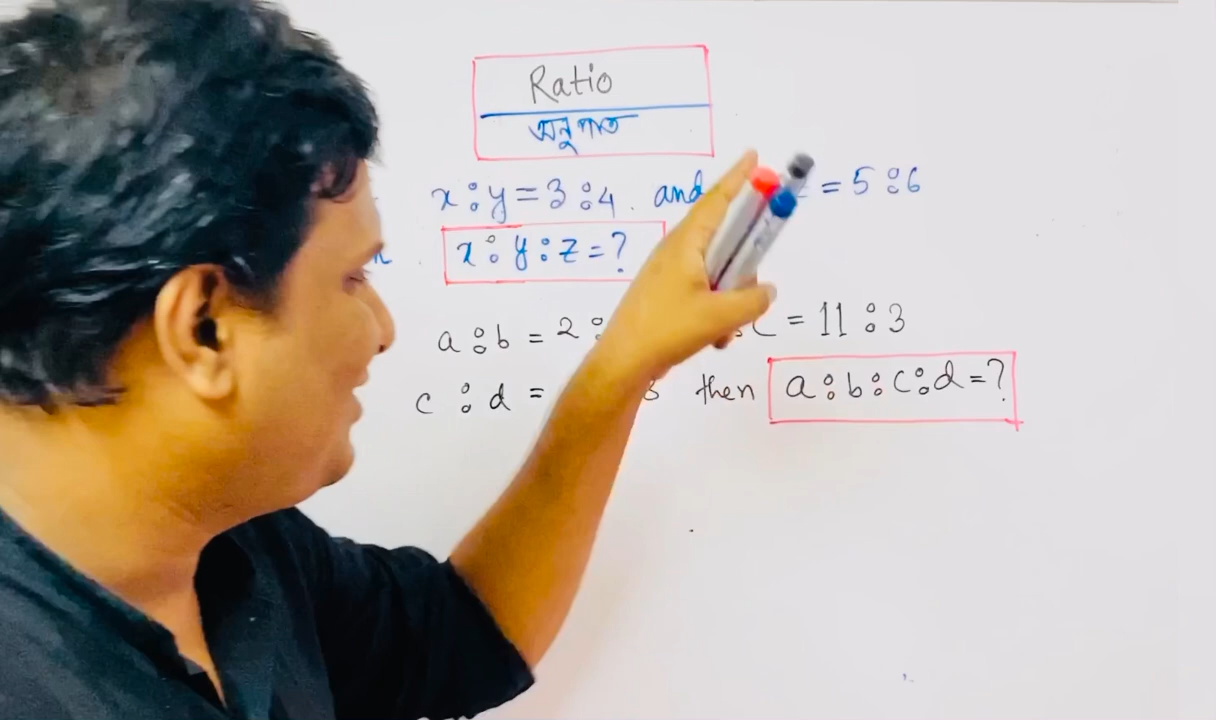 Ratio
অনুপাত
x:y=3:4. and = 5:6
x:y:z=?
a:b = 2: = 11:3
c:d = then a:b:c:d=?